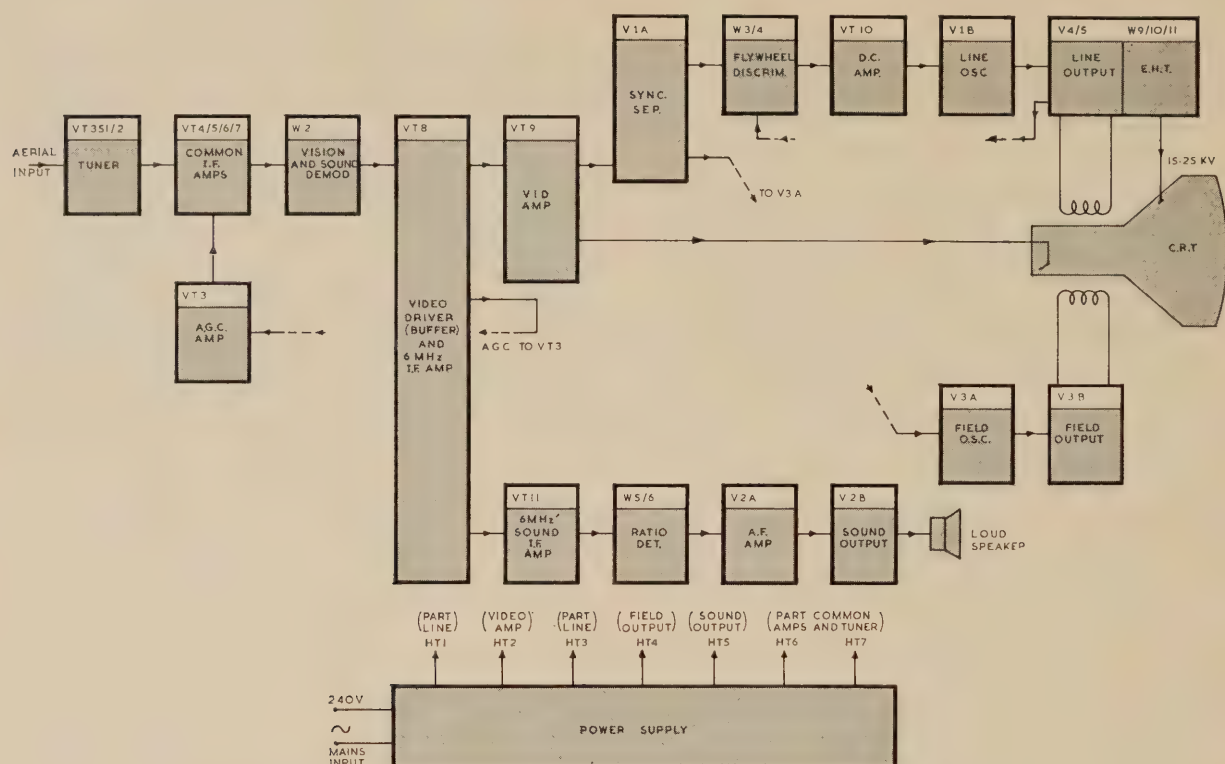 V1A
SYNC.
SEP.
W3/4
FLYWHEEL
DISCRIM.
VT10
D.C.
AMP.
V1B
LINE
OSC
V4/5
LINE
OUTPUT
W9/10/11
E.H.T.
AERIAL
INPUT
VT351/2
TUNER
VT4/5/6/7
COMMON
I.F.
AMPS
W2
VISION
AND SOUND
DEMOD
VT8
VIDEO
DRIVER
(BUFFER)
AND
6 MHz
I.F. AMP
VT9
VID
AMP
TO V3A
15-25 KV
C.R.T
VT3
A.G.C.
AMP
AGC TO VT3
V3A
FIELD
O.S.C.
V3B
FIELD
OUTPUT
VT11
6MHz
SOUND
I.F.
AMP
W5/6
RATIO
DET.
V2A
A.F.
AMP
V2B
SOUND
OUTPUT
LOUD
SPEAKER
(PART LINE)
HT1
(VIDEO AMP)
HT2
(PART LINE)
HT3
(FIELD OUTPUT)
HT4
(SOUND OUTPUT)
HT5
(PART COMMON
AMPS AND TUNER)
HT6 HT7
240V
~
MAINS
INPUT
POWER SUPPLY